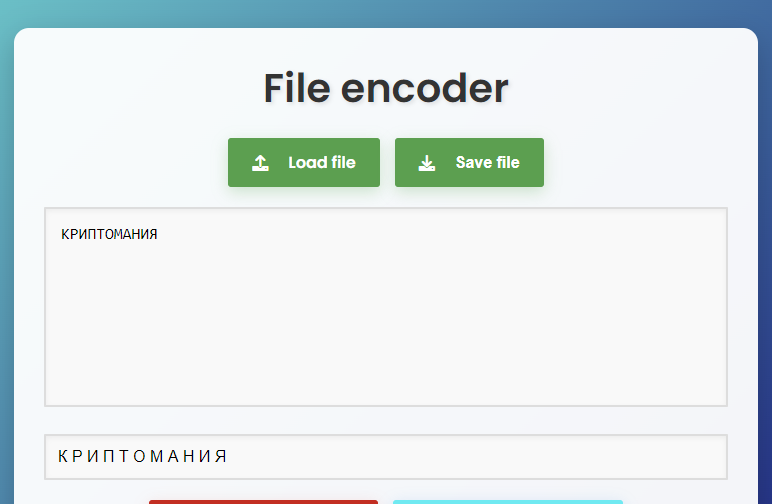 File encoder
Load file Save file
КРИПТОМАНИЯ
К Р И П Т О М А Н И Я